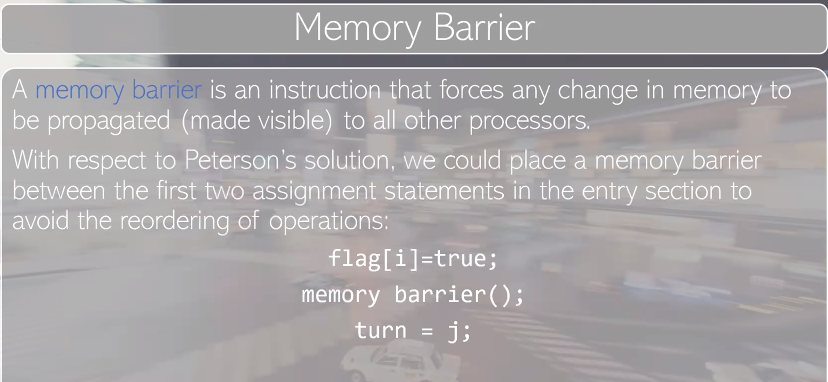 Memory Barrier
A memory barrier is an instruction that forces any change in memory to
be propagated (made visible) to all other processors.
With respect to Peterson's solution, we could place a memory barrier
between the first two assignment statements in the entry section to
avoid the reordering of operations:
flag[i]=true;
memory barrier();
turn = j;